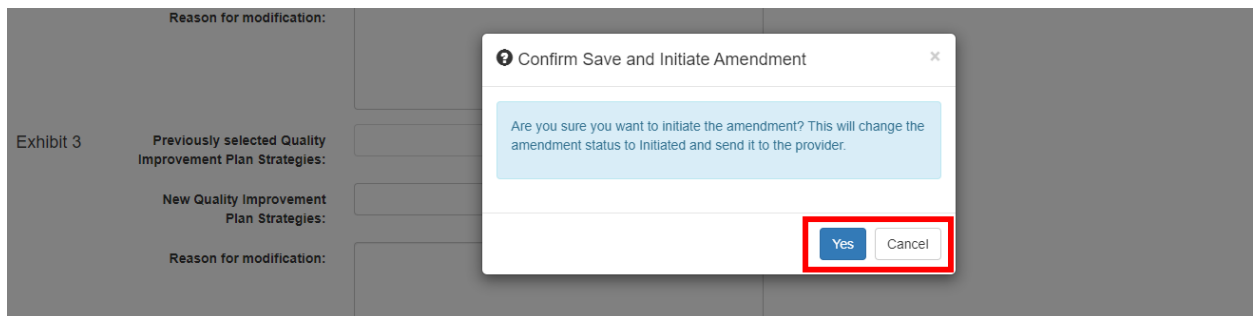 Reason for modification:
Confirm Save and Initiate Amendment ×
Are you sure you want to initiate the amendment? This will change the
amendment status to Initiated and send it to the provider.
Exhibit 3
Previously selected Quality
Improvement Plan Strategies:
New Quality Improvement
Plan Strategies:
Yes Cancel
Reason for modification: